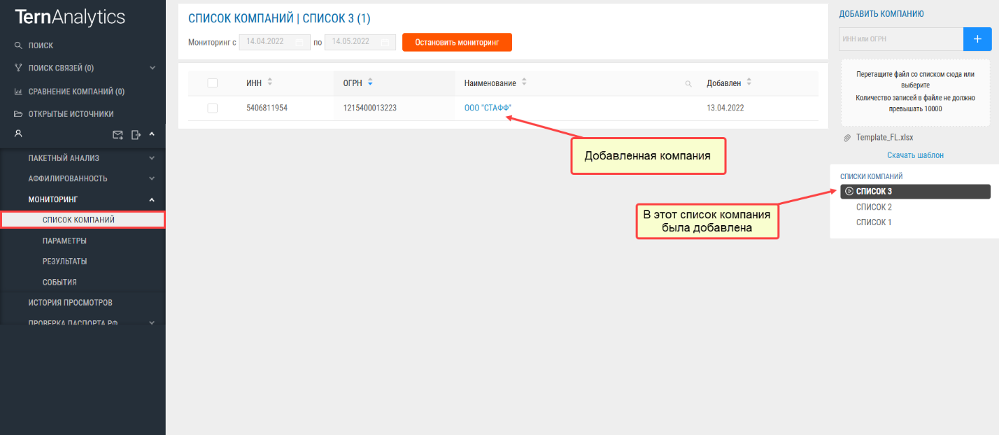 TernAnalytics
ПОИСК
ПОИСК СВЯЗЕЙ (0)
СРАВНЕНИЕ КОМПАНИЙ (0)
ОТКРЫТЫЕ ИСТОЧНИКИ
ПАКЕТНЫЙ АНАЛИЗ
АФФИЛИРОВАННОСТЬ
МОНИТОРИНГ
СПИСОК КОМПАНИЙ
ПАРАМЕТРЫ
РЕЗУЛЬТАТЫ
СОБЫТИЯ
ИСТОРИЯ ПРОСМОТРОВ
ПРОВЕРКА ПАСПОРТА РФ
СПИСОК КОМПАНИЙ | СПИСОК 3 (1)
Мониторинг с 14.04.2022 по 14.05.2022 Остановить мониторинг
ИНН ОГРН Наименование Добавлен
5406811954 1215400013223 ООО "СТАФФ" 13.04.2022
Добавленная компания
В этот список компания
была добавлена
ДОБАВИТЬ КОМПАНИЮ
ИНН или ОГРН
Перетащите файл со списком сюда или
выберите
Количество записей в файле не должно
превышать 10000
Template_FL.xlsx
Скачать шаблон
СПИСКИ КОМПАНИЙ
СПИСОК 3
СПИСОК 2
СПИСОК 1